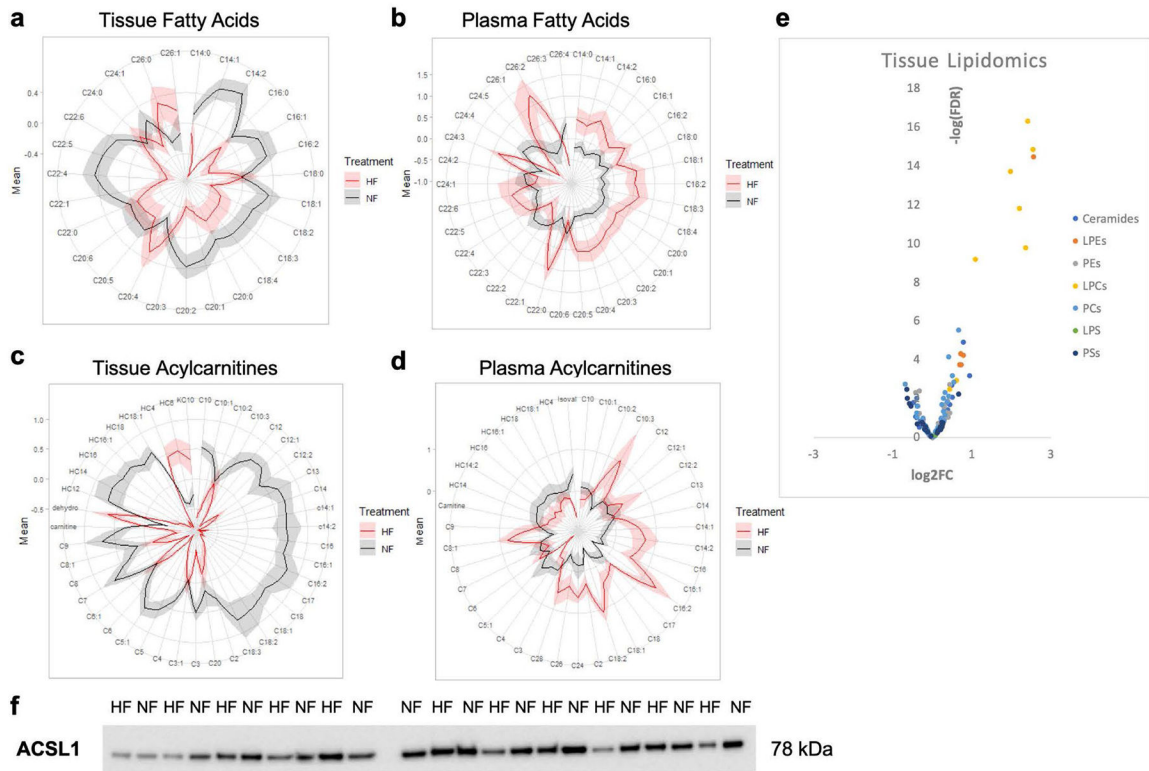 a Tissue Fatty Acids
C26:1
C14:0
C14:1
C14:2
C16:0
C16:1
C16:2
C18:0
C18:1
C18:2
C18:3
C18:4
C20:0
C20:1
C20:2
C20:3
C20:4
C20:5
C20:6
C22:0
C22:1
C22:4
C22:5
C22:6
C24:0
C24:1
C26:0
0.4
0.0
-0.4
Mean
Treatment
HF
NF
b Plasma Fatty Acids
C26:4
C14:0
C14:1
C14:2
C16:0
C16:1
C16:2
C18:0
C18:1
C18:2
C18:3
C18:4
C20:0
C20:1
C20:2
C20:3
C20:4
C20:5
C20:6
C22:0
C22:1
C22:2
C22:3
C22:4
C22:5
C22:6
C24:1
C24:2
C24:3
C24:4
C24:5
C26:2
C26:3
1.5
1.0
0.5
0.0
-1.0
Mean
Treatment
HF
NF
e
Tissue Lipidomics
-log(FDR)
18
16
14
12
10
8
6
4
2
0
-3
-1
1
3
log2FC
Ceramides
LPEs
PEs
LPCs
PCs
LPS
PSs
c Tissue Acylcarnitines
KC10
C10
C10:1
C10:2
C10:3
C12
C12:1
C12:2
C13
C14
c14:1
c14:2
C16
C16:2
C17
C18
C18:1
C18:2
C18:3
C2
C20
C3
C3:1
C4
C5
C5:1
C6:1
C7
C8
C8:1
C9
carnitine
dehydro
HC12
HC14
HC16
HC16:1
HC18
HC18:1
HC4
HC6
1.0
0.5
0.0
-0.5
Mean
Treatment
HF
NF
d Plasma Acylcarnitines
Isoval
C10
C10:1
C10:2
C10:3
C12
C12:1
C12:2
C13
C14
C14:1
C14:2
C16
C16:1
C16:2
C17
C18
C18:1
C18:2
C2
C24
C26
C28
C3
C4
C5:1
C6
C7
C8
C8:1
C9
Carnitine
HC14
HC14:2
HC16
HC16:1
HC18
HC18:1
HC4
1
0
Mean
Treatment
HF
NF
f HF NF HF NF HF NF HF NF HF NF NF HF NF HF NF HF NF HF NF HF NF HF NF
ACSL1 78 kDa